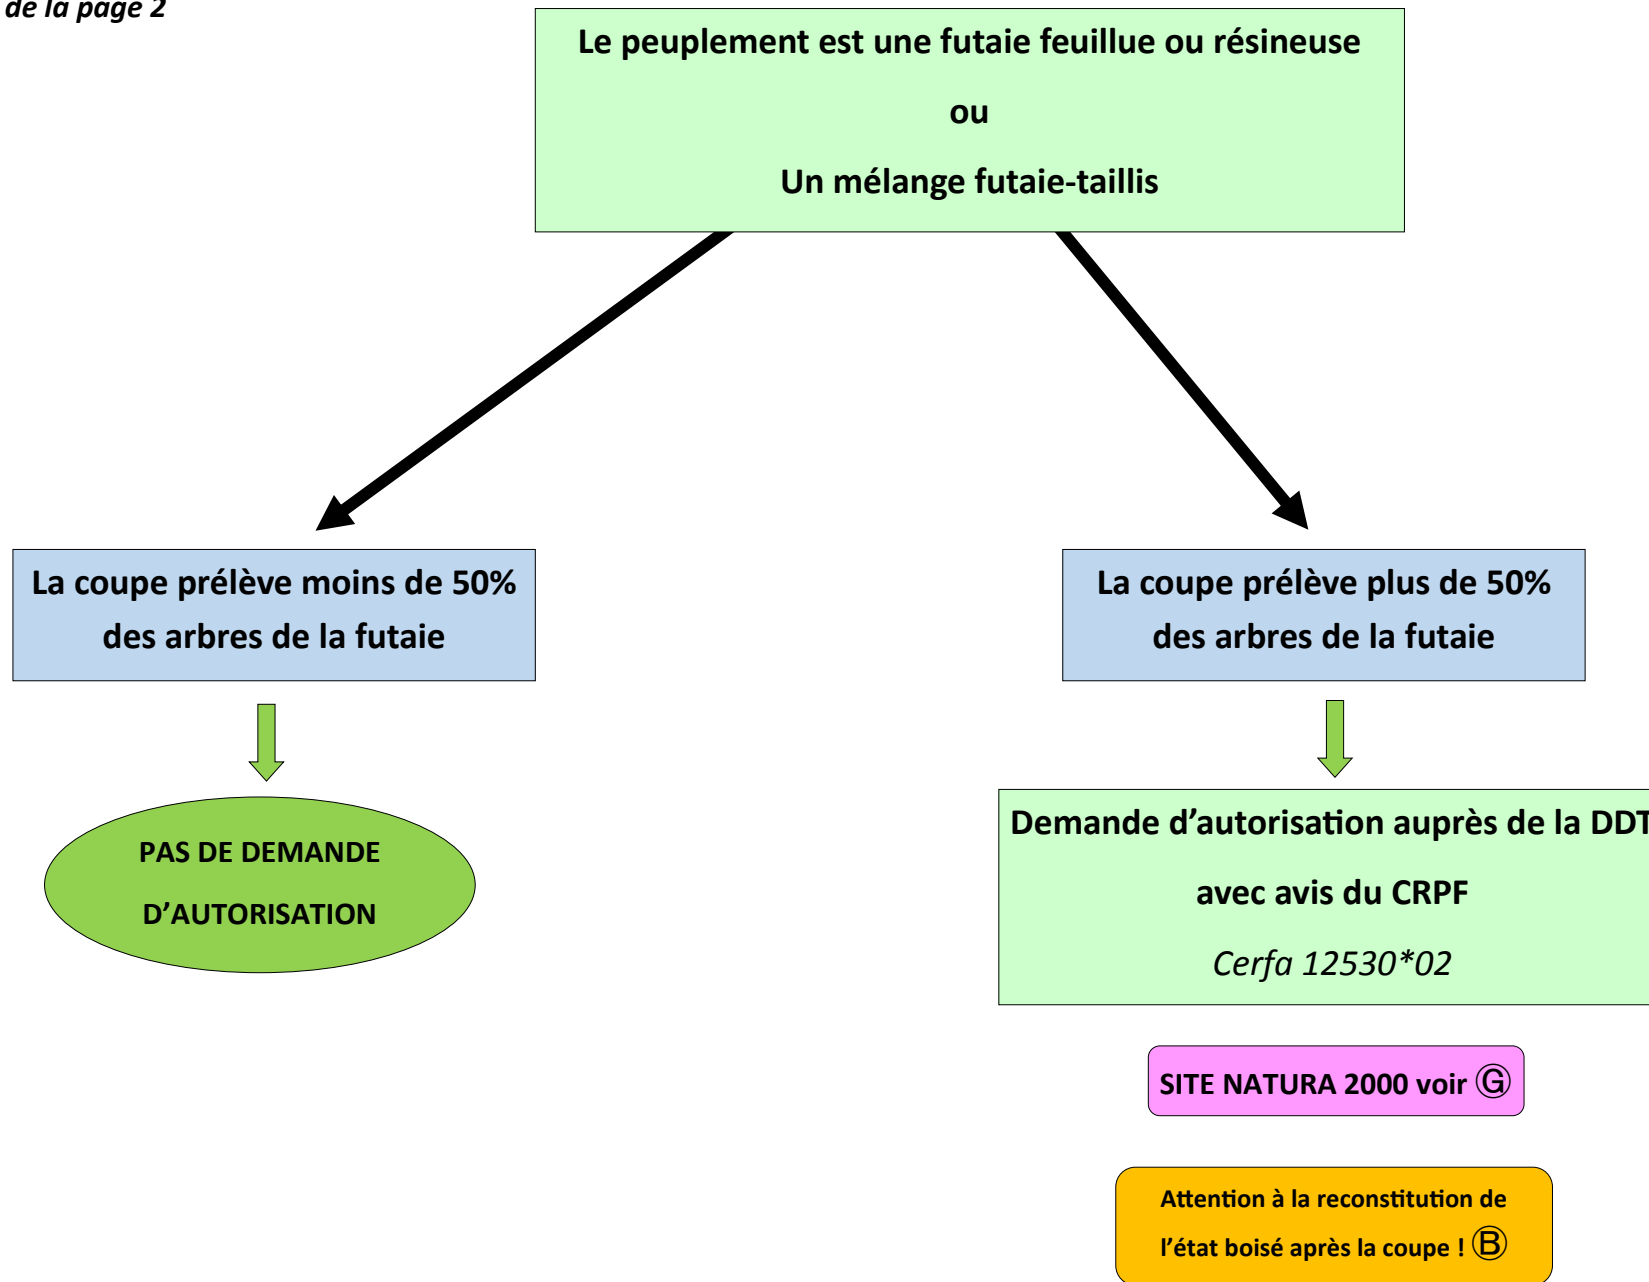 de la page 2
Le peuplement est une futaie feuillue ou résineuse
ou
Un mélange futaie-taillis
La coupe prélève moins de 50%
des arbres de la futaie
La coupe prélève plus de 50%
des arbres de la futaie
PAS DE DEMANDE
D’AUTORISATION
Demande d’autorisation auprès de la DDT
avec avis du CRPF
Cerfa 12530*02
SITE NATURA 2000 voir Ⓖ
Attention à la reconstitution de
l’état boisé après la coupe ! Ⓑ